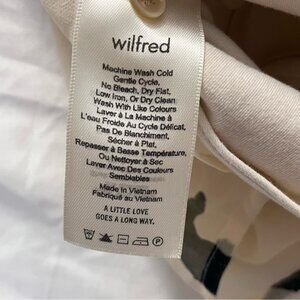 wilfred
Machine Wash Cold
Gentle Cycle,
No Bleach, Dry Flat,
Low Iron, Or Dry Clean
Wash With Like Colours
Laver À La Machine À
L'eau Froide Au Cycle Délicat,
Pas De Blanchiment,
Sécher à Plat,
Repasser à Basse Température,
Ou Nettoyer à Sec
Laver Avec Des Couleurs
Semblables
Made in Vietnam
Fabriqué au Vietnam
A LITTLE LOVE
GOES A LONG WAY.
P